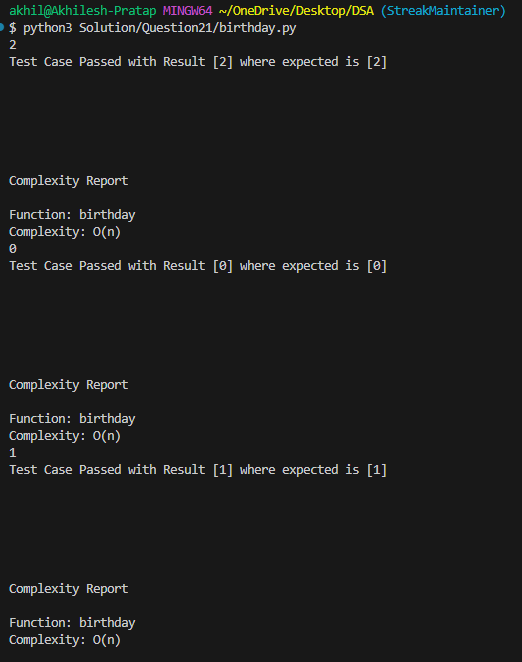 akhil@Akhilesh-Pratap MINGW64 ~/OneDrive/Desktop/DSA (StreakMaintainer)
$ python3 Solution/Question21/birthday.py
2
Test Case Passed with Result [2] where expected is [2]
Complexity Report
Function: birthday
Complexity: O(n)
0
Test Case Passed with Result [0] where expected is [0]
Complexity Report
Function: birthday
Complexity: O(n)
1
Test Case Passed with Result [1] where expected is [1]
Complexity Report
Function: birthday
Complexity: O(n)